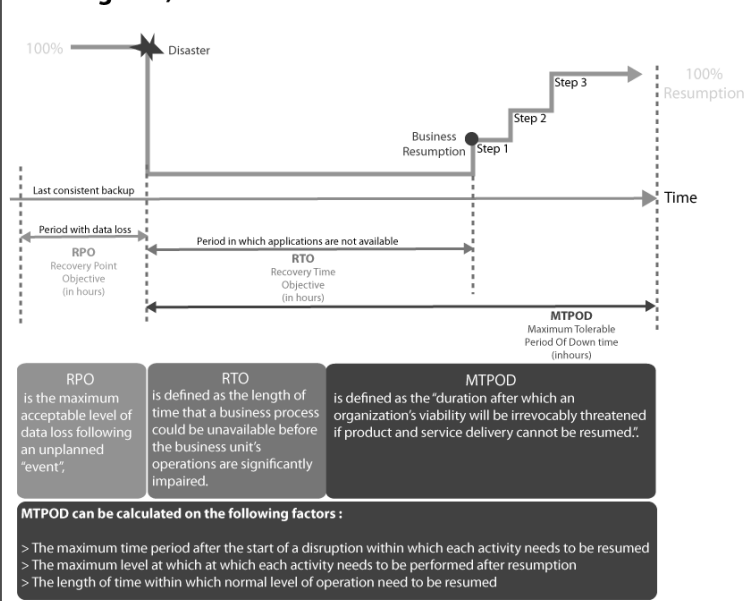 100%
Disaster
Step 3
100%
Resumption
Step 2
Business
Resumption
Step 1
Last consistent backup
Time
Period with data loss
Period in which applications are not available
RPO
Recovery Point
Objective
(in hours)
RTO
Recovery Time
Objective
(in hours)
MTPOD
Maximum Tolerable
Period Of Down time
(inhours)
RPO
is the maximum
acceptable level of
data loss following
an unplanned
“event”,
RTO
is defined as the length of
time that a business process
could be unavailable before
the business unit’s
operations are significantly
impaired.
MTPOD
is defined as the “duration after which an
organization’s viability will be irrevocably threatened
if product and service delivery cannot be resumed.”.
MTPOD can be calculated on the following factors :
> The maximum time period after the start of a disruption within which each activity needs to be resumed
> The maximum level at which at which each activity needs to be performed after resumption
> The length of time within which normal level of operation need to be resumed